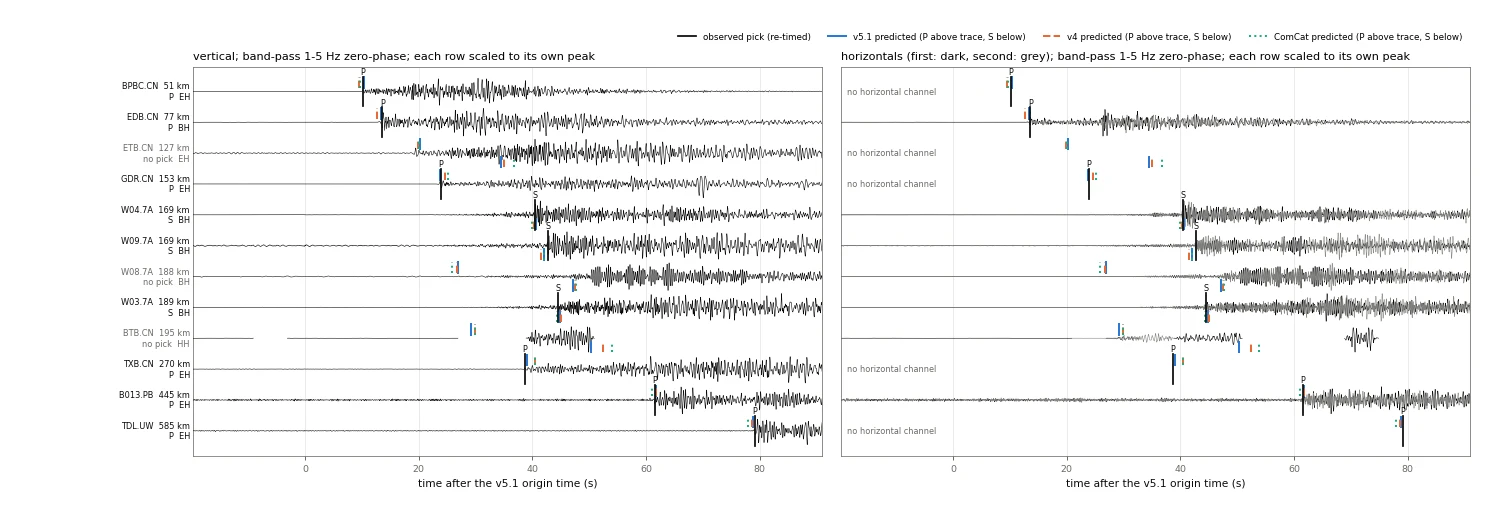 observed pick (re-timed)
v5.1 predicted (P above trace, S below)
v4 predicted (P above trace, S below)
ComCat predicted (P above trace, S below)
vertical; band-pass 1-5 Hz zero-phase; each row scaled to its own peak
BPBC.CN 51 km
P EH
P
EDB.CN 77 km
P BH
P
ETB.CN 127 km
no pick EH
GDR.CN 153 km
P EH
P
W04.7A 169 km
S BH
S
W09.7A 169 km
S BH
S
W08.7A 188 km
no pick BH
W03.7A 189 km
S BH
S
BTB.CN 195 km
no pick HH
TXB.CN 270 km
P EH
P
B013.PB 445 km
P EH
P
TDL.UW 585 km
P EH
P
0
20
40
60
80
time after the v5.1 origin time (s)
horizontals (first: dark, second: grey); band-pass 1-5 Hz zero-phase; each row scaled to its own peak
P
no horizontal channel
P
no horizontal channel
P
no horizontal channel
S
S
S
P
no horizontal channel
P
P
no horizontal channel
0
20
40
60
80
time after the v5.1 origin time (s)